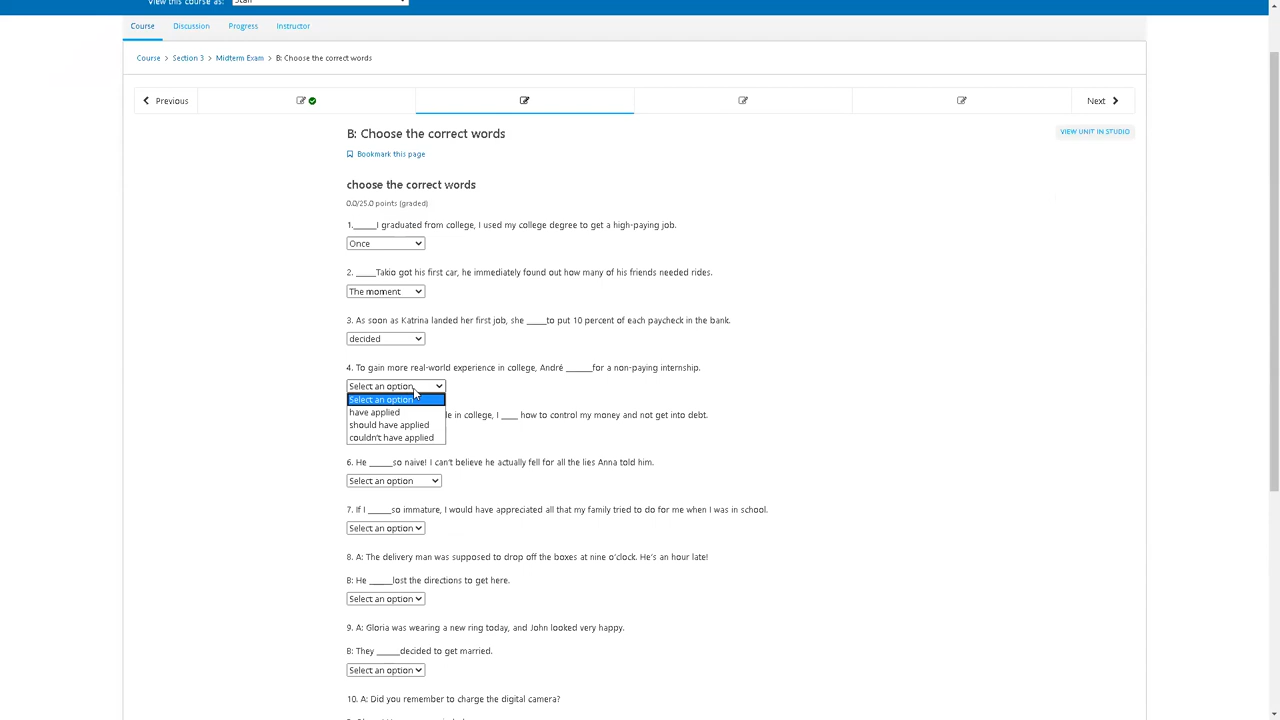 View this course as: Staff
Course Discussion Progress Instructor
Course > Section 3 > Midterm Exam > B: Choose the correct words
Previous Next
B: Choose the correct words
VIEW UNIT IN STUDIO
Bookmark this page
choose the correct words
0.0/25.0 points (graded)
1._____I graduated from college, I used my college degree to get a high-paying job.
Once
2. ____Takio got his first car, he immediately found out how many of his friends needed rides.
The moment
3. As soon as Katrina landed her first job, she ____to put 10 percent of each paycheck in the bank.
decided
4. To gain more real-world experience in college, André ______for a non-paying internship.
Select an option
Select an option
have applied
should have applied
couldn't have applied
le in college, I ____ how to control my money and not get into debt.
6. He _____so naive! I can't believe he actually fell for all the lies Anna told him.
Select an option
7. If I _____so immature, I would have appreciated all that my family tried to do for me when I was in school.
Select an option
8. A: The delivery man was supposed to drop off the boxes at nine o'clock. He's an hour late!
B: He _____lost the directions to get here.
Select an option
9. A: Gloria was wearing a new ring today, and John looked very happy.
B: They _____decided to get married.
Select an option
10. A: Did you remember to charge the digital camera?